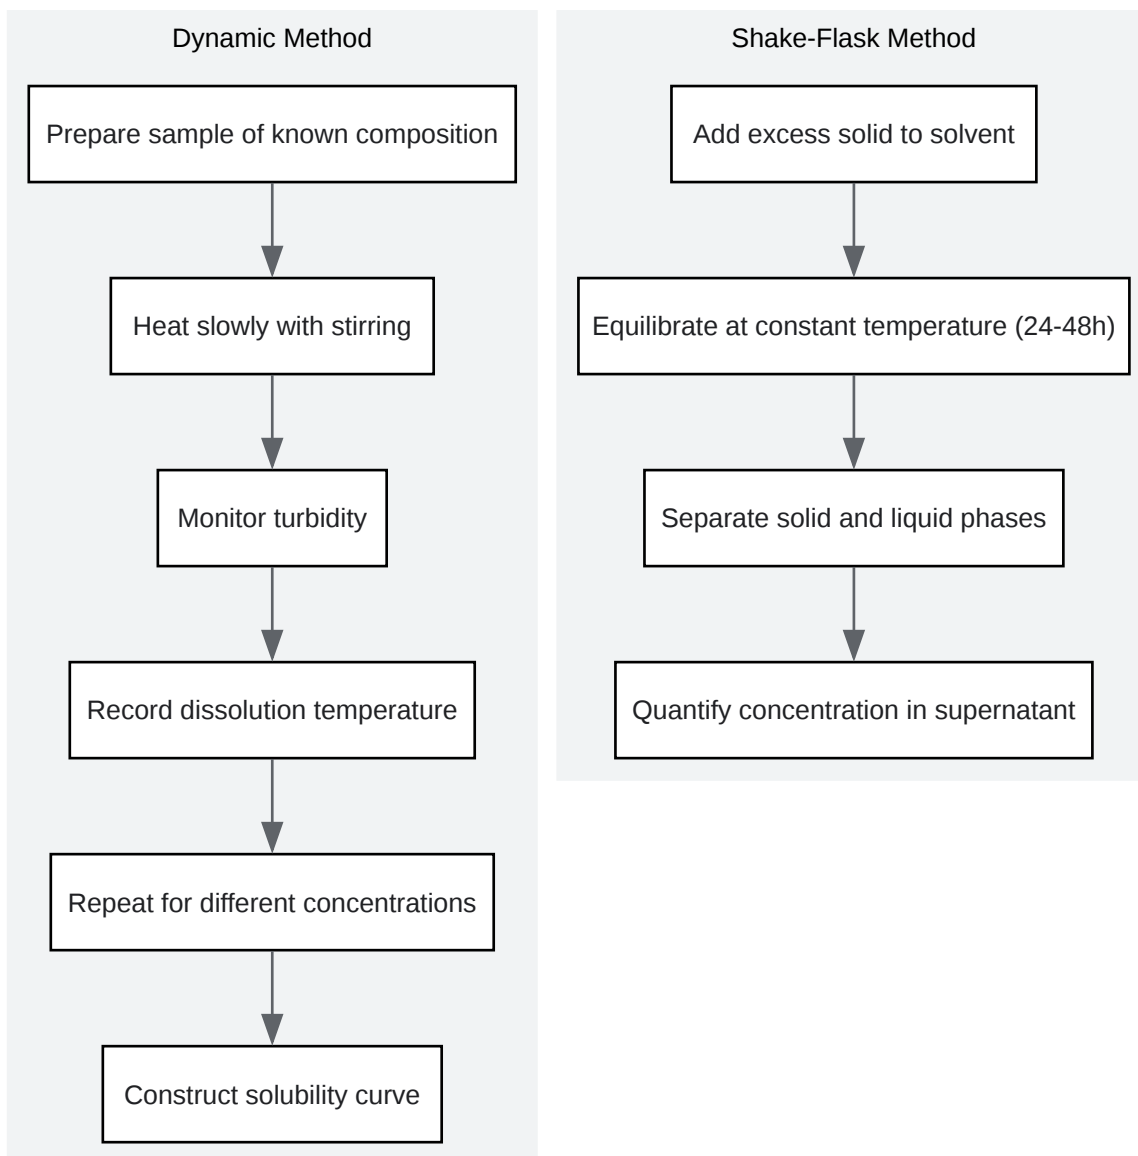 Dynamic Method
Prepare sample of known composition
Heat slowly with stirring
Monitor turbidity
Record dissolution temperature
Repeat for different concentrations
Construct solubility curve
Shake-Flask Method
Add excess solid to solvent
Equilibrate at constant temperature (24-48h)
Separate solid and liquid phases
Quantify concentration in supernatant